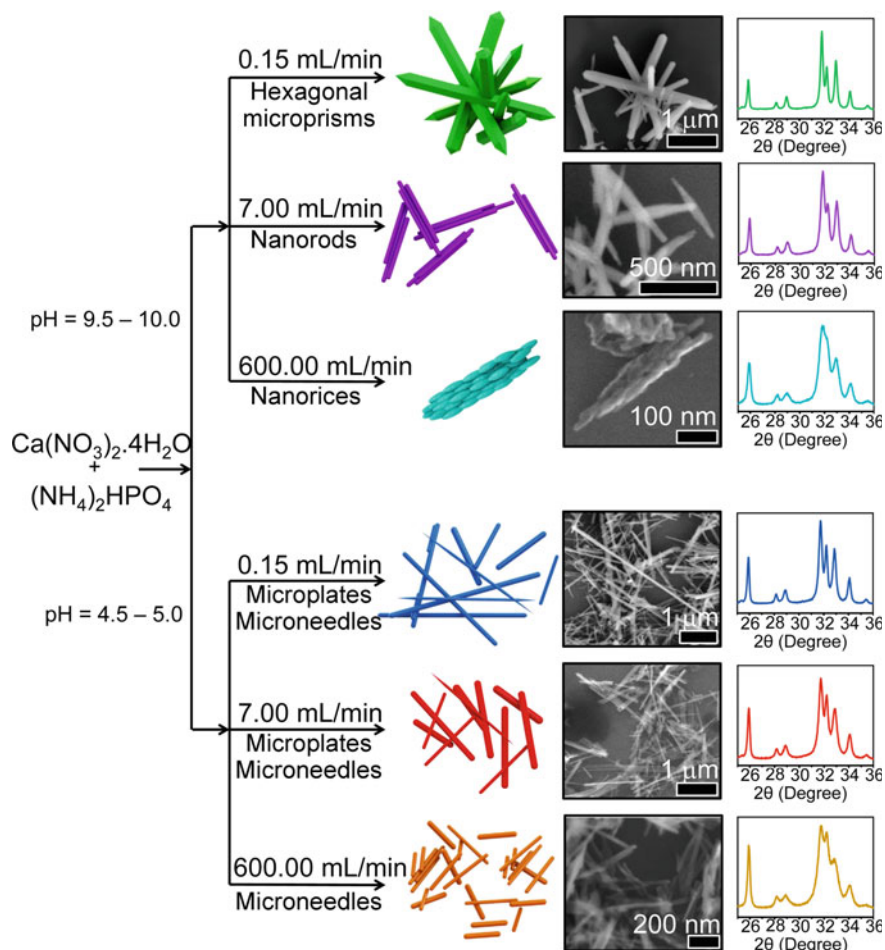 0.15 mL/min
Hexagonal
microprisms
1 μm
26 28 30 32 34 36
2θ (Degree)
7.00 mL/min
Nanorods
500 nm
26 28 30 32 34 36
2θ (Degree)
pH = 9.5 – 10.0
600.00 mL/min
Nanorices
100 nm
26 28 30 32 34 36
2θ (Degree)
Ca(NO₃)₂.4H₂O
+
(NH₄)₂HPO₄
0.15 mL/min
Microplates
Microneedles
1 μm
26 28 30 32 34 36
2θ (Degree)
pH = 4.5 – 5.0
7.00 mL/min
Microplates
Microneedles
1 μm
26 28 30 32 34 36
2θ (Degree)
600.00 mL/min
Microneedles
200 nm
26 28 30 32 34 36
2θ (Degree)